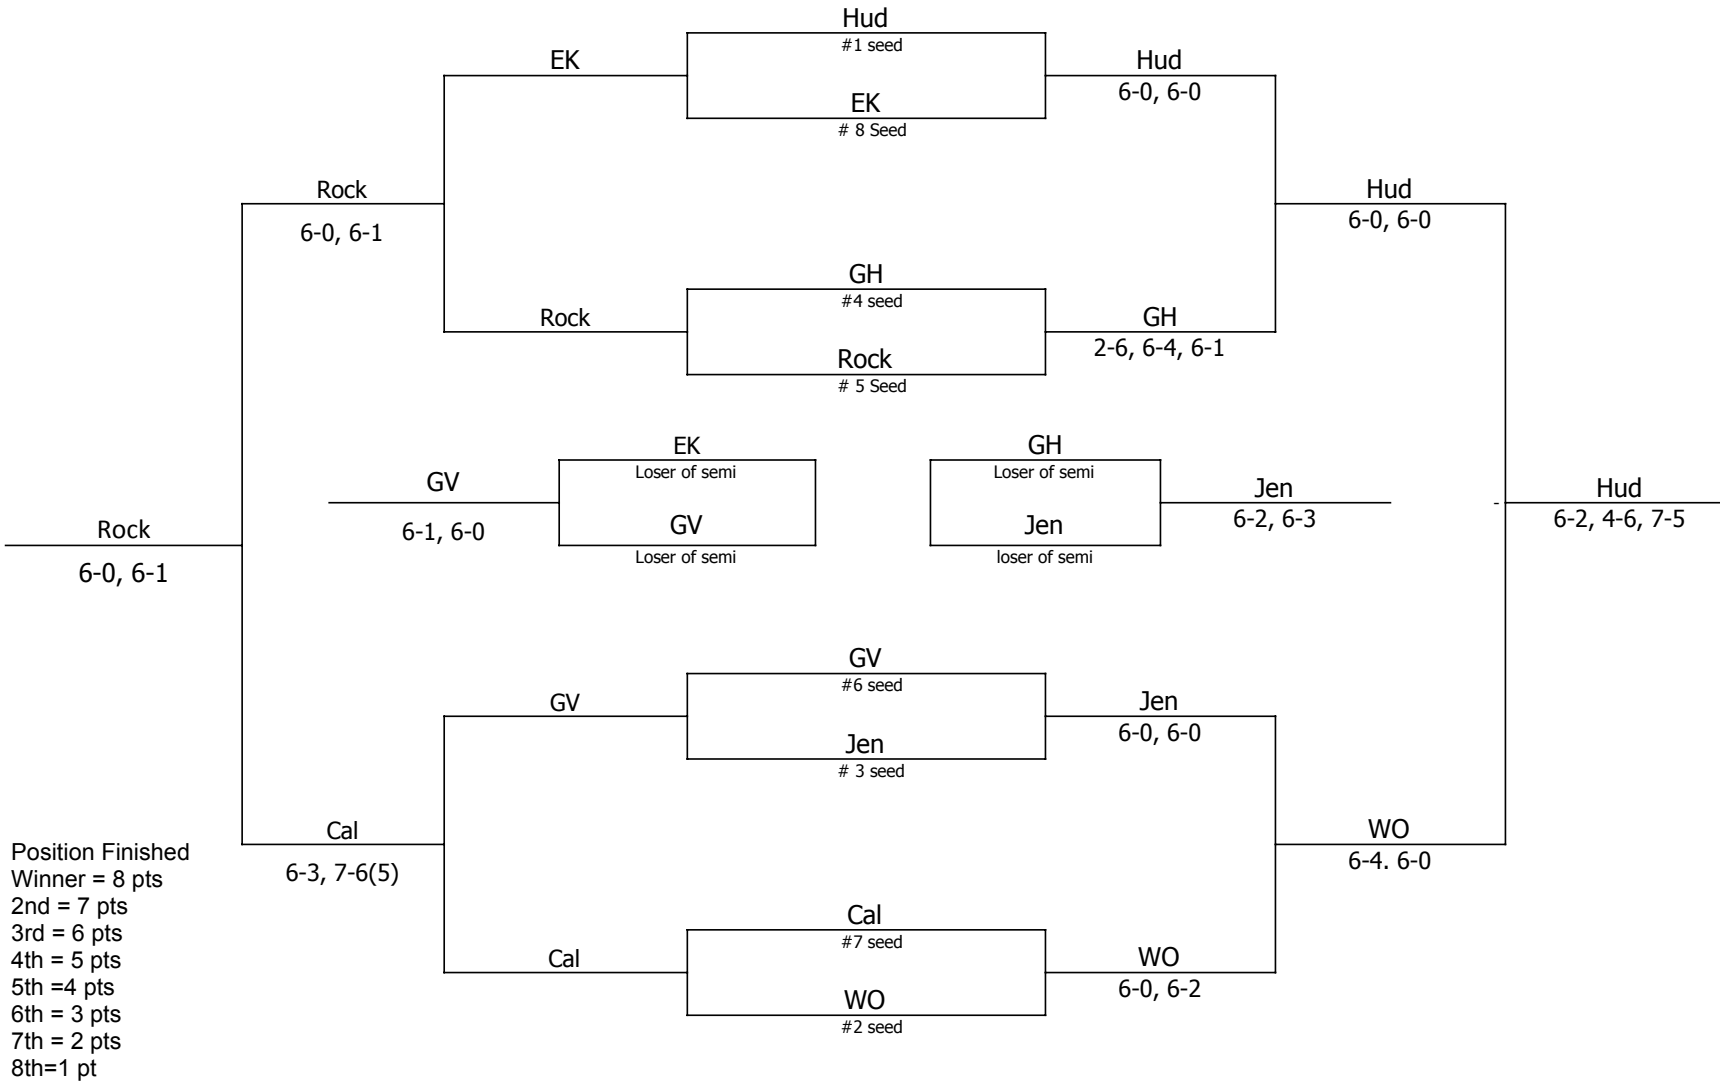 Hud
#1 seed
EK
Hud
6-0, 6-0
EK
# 8 Seed
Rock
6-0, 6-1
Hud
6-0, 6-0
GH
#4 seed
Rock
GH
2-6, 6-4, 6-1
Rock
# 5 Seed
EK
Loser of semi
GH
Loser of semi
GV
6-1, 6-0
Jen
6-2, 6-3
-
Hud
6-2, 4-6, 7-5
GV
Loser of semi
Jen
loser of semi
Rock
6-0, 6-1
GV
#6 seed
GV
Jen
6-0, 6-0
Jen
# 3 seed
Cal
6-3, 7-6(5)
WO
6-4. 6-0
Cal
#7 seed
Cal
WO
6-0, 6-2
WO
#2 seed
Position Finished
Winner = 8 pts
2nd = 7 pts
3rd = 6 pts
4th = 5 pts
5th =4 pts
6th = 3 pts
7th = 2 pts
8th=1 pt